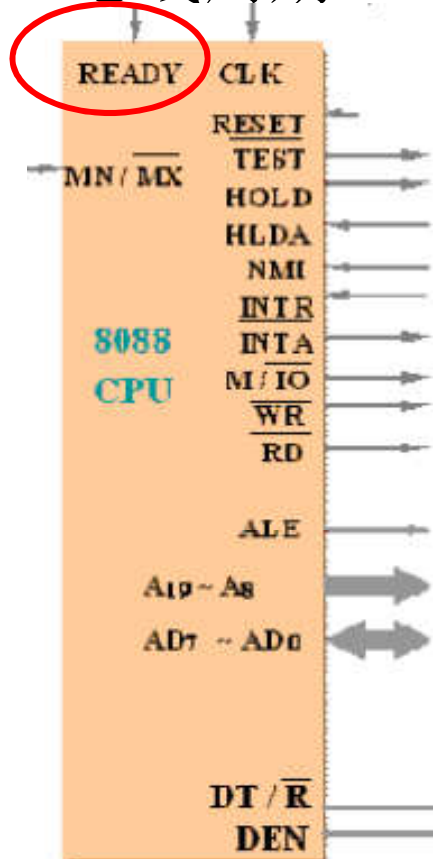 READY CLK
RESET
TEST
MN / MX
HOLD
HLDA
NMI
INTR
8088
INTA
CPU
M / IO
WR
RD
ALE
A19 ~ A8
AD7 ~ AD0
DT / R
DEN